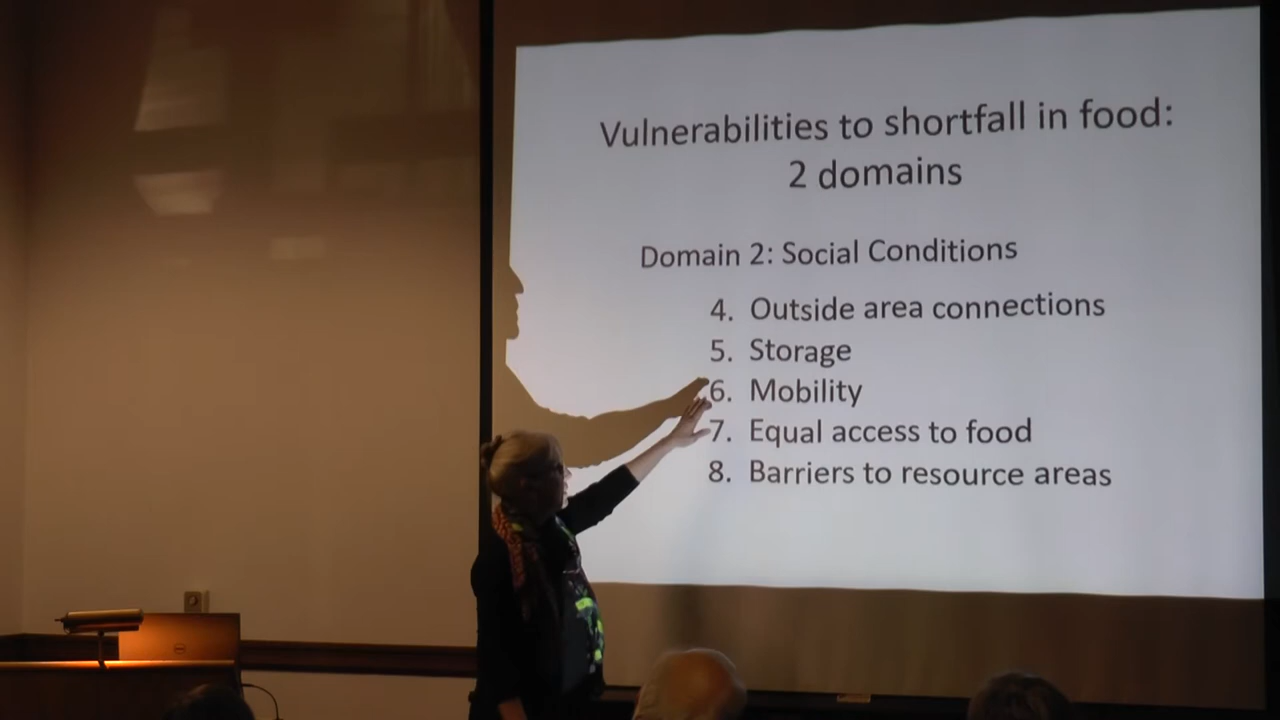 Vulnerabilities to shortfall in food:
2 domains
Domain 2: Social Conditions
4. Outside area connections
5. Storage
6. Mobility
7. Equal access to food
8. Barriers to resource areas